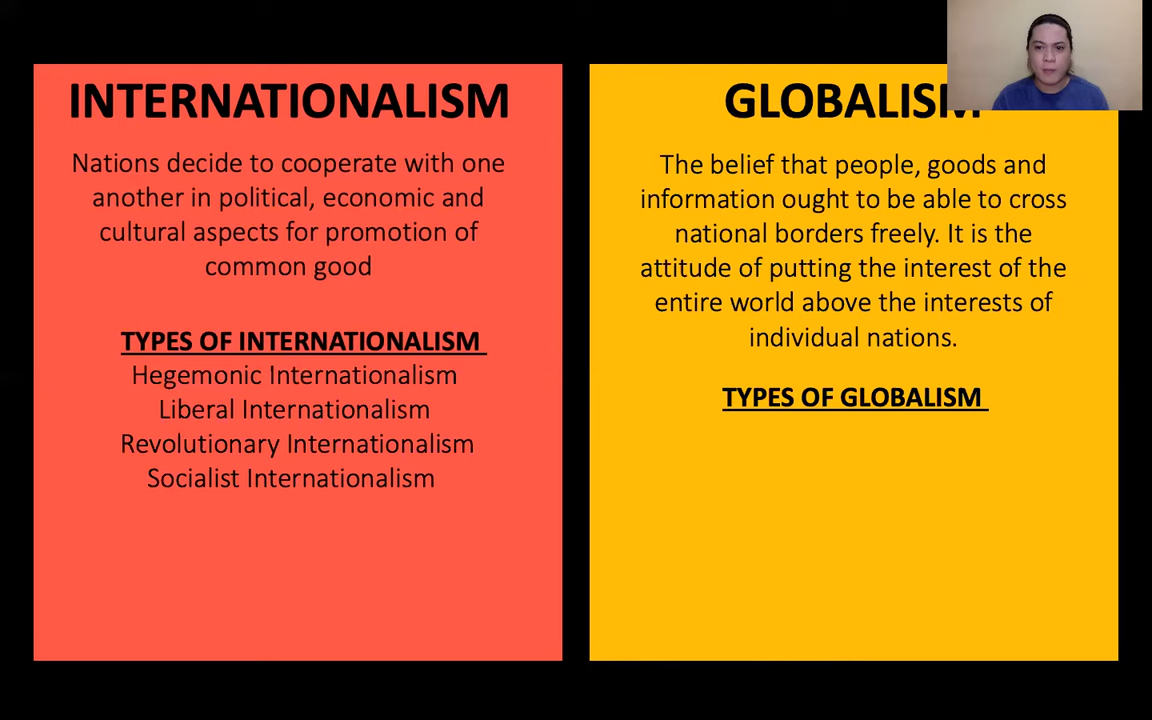 INTERNATIONALISM
Nations decide to cooperate with one
another in political, economic and
cultural aspects for promotion of
common good
TYPES OF INTERNATIONALISM
Hegemonic Internationalism
Liberal Internationalism
Revolutionary Internationalism
Socialist Internationalism
GLOBALISM
The belief that people, goods and
information ought to be able to cross
national borders freely. It is the
attitude of putting the interest of the
entire world above the interests of
individual nations.
TYPES OF GLOBALISM